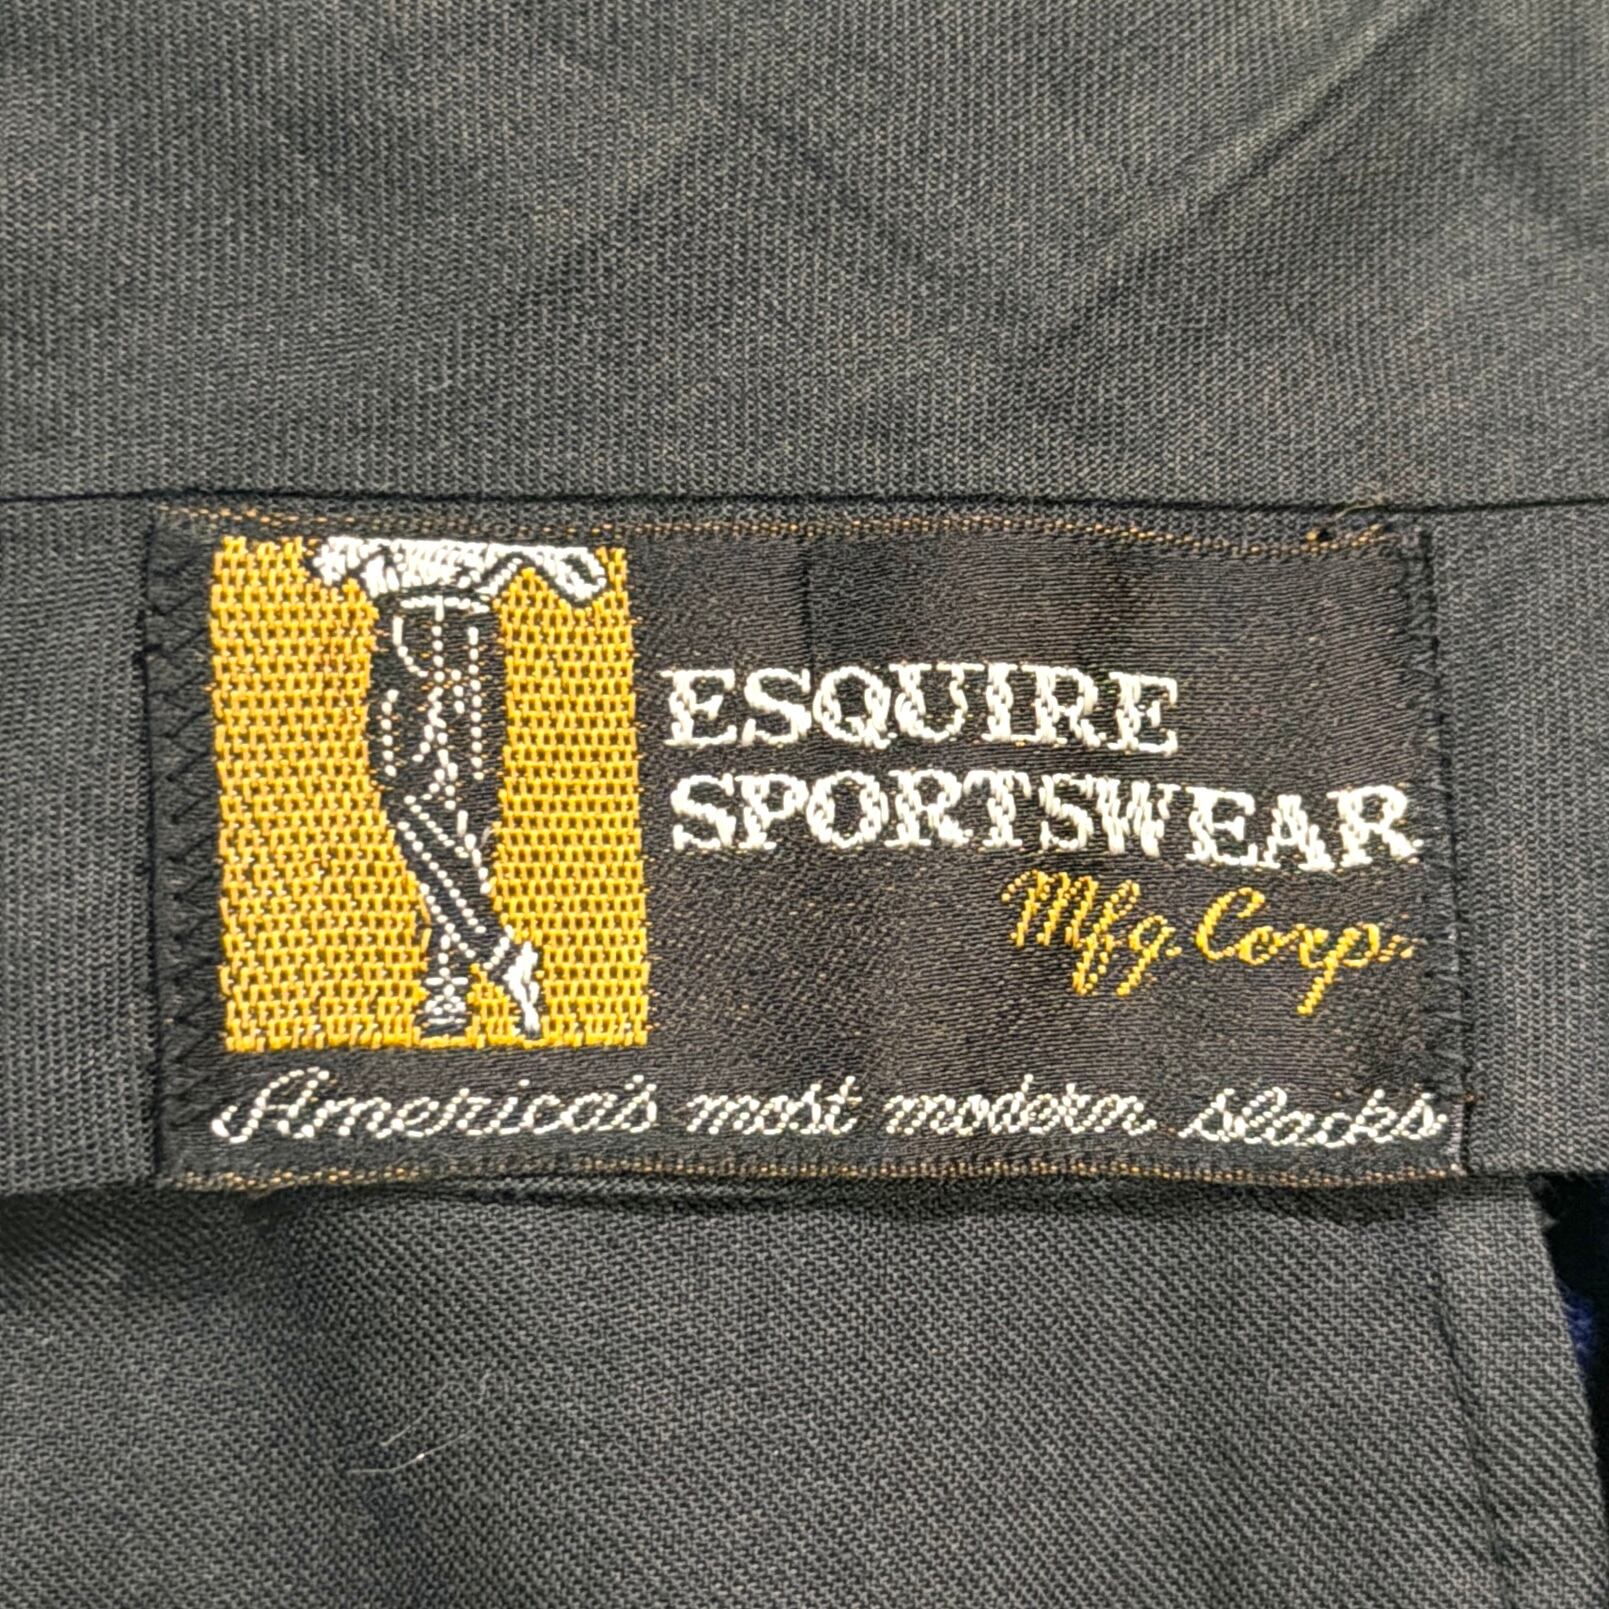 ESQUIRE
SPORTSWEAR
Mfg. Corp.
America's most modern slacks